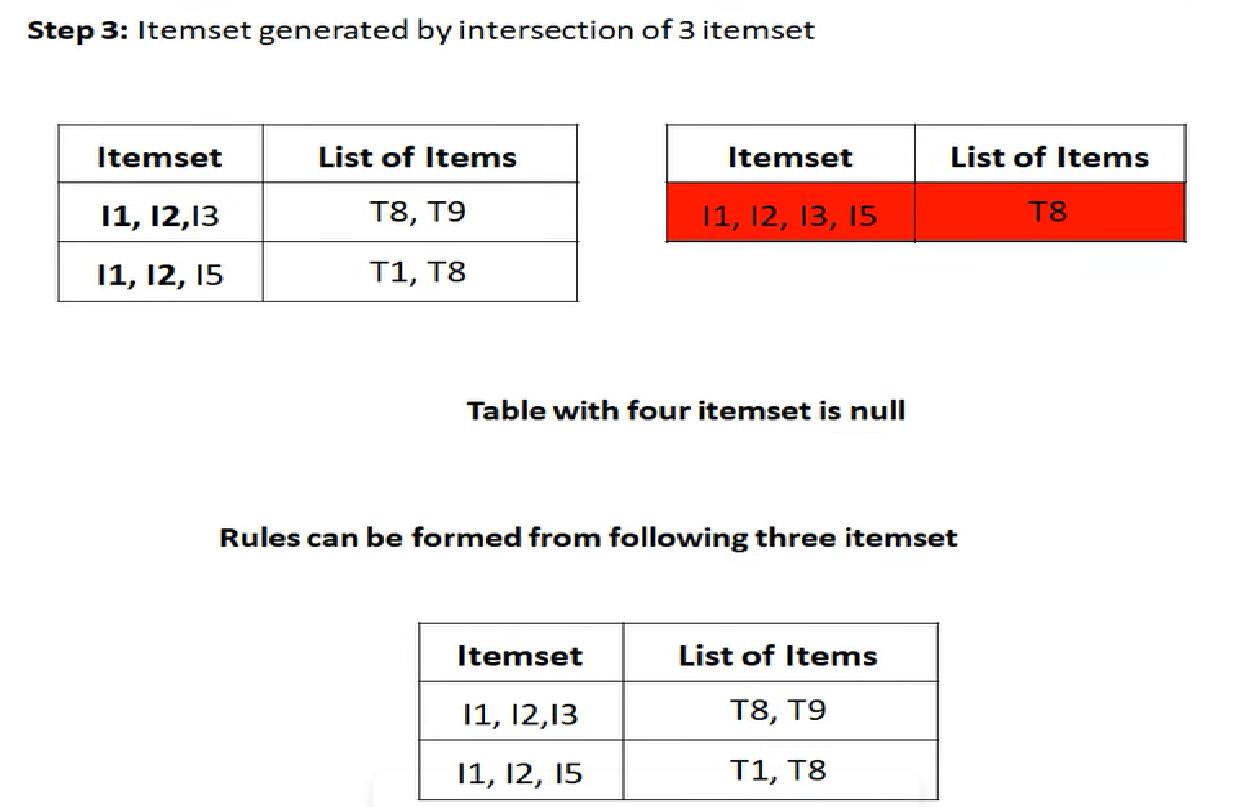 Step 3: Itemset generated by intersection of 3 itemset
Itemset List of Items
I1, I2,I3 T8, T9
I1, I2, I5 T1, T8
Itemset List of Items
I1, I2, I3, I5 T8
Table with four itemset is null
Rules can be formed from following three itemset
Itemset List of Items
I1, I2,I3 T8, T9
I1, I2, I5 T1, T8